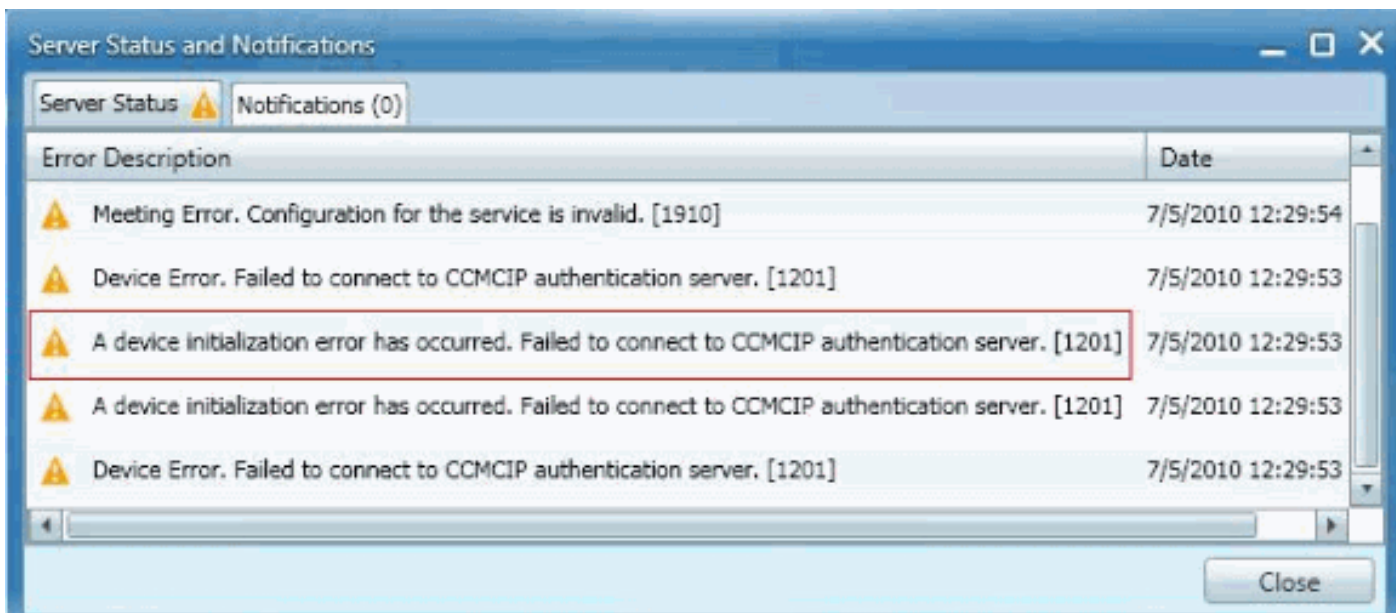 Server Status and Notifications
Server Status Notifications (0)
Error Description Date
Meeting Error. Configuration for the service is invalid. [1910] 7/5/2010 12:29:54
Device Error. Failed to connect to CCMCIP authentication server. [1201] 7/5/2010 12:29:53
A device initialization error has occurred. Failed to connect to CCMCIP authentication server. [1201] 7/5/2010 12:29:53
A device initialization error has occurred. Failed to connect to CCMCIP authentication server. [1201] 7/5/2010 12:29:53
Device Error. Failed to connect to CCMCIP authentication server. [1201] 7/5/2010 12:29:53
Close